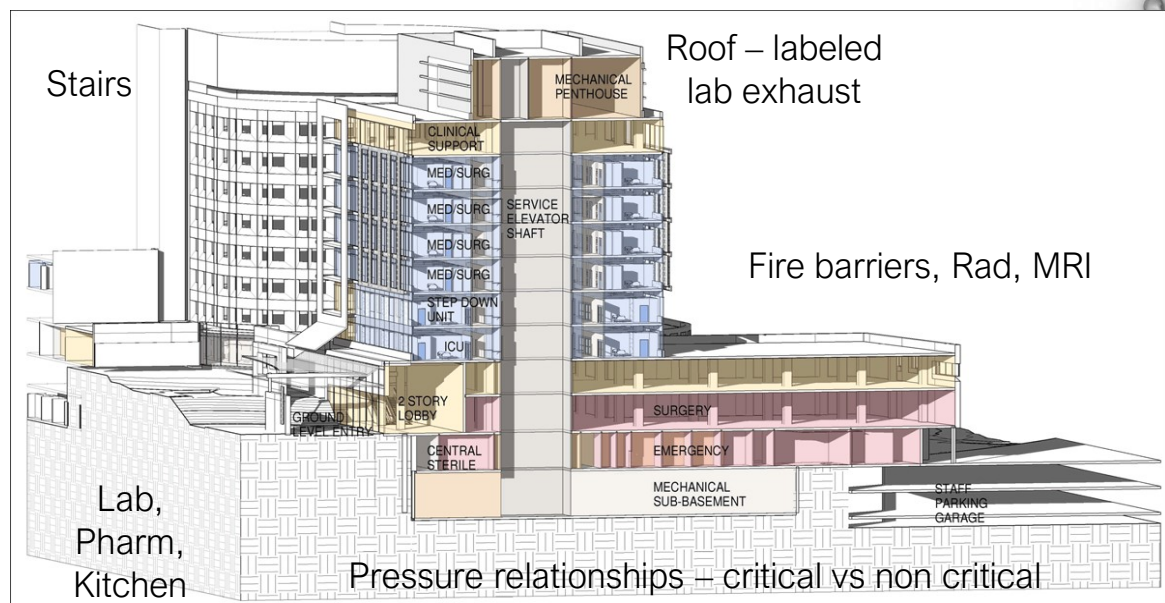 Stairs
Roof – labeled
lab exhaust
MECHANICAL
PENTHOUSE
CLINICAL
SUPPORT
MED/SURG
MED/SURG
SERVICE
ELEVATOR
SHAFT
MED/SURG
MED/SURG
Fire barriers, Rad, MRI
STEP DOWN
UNIT
ICU
2 STORY
LOBBY
SURGERY
GROUND
LEVEL ENTRY
CENTRAL
STERILE
EMERGENCY
MECHANICAL
SUB-BASEMENT
STAFF
PARKING
GARAGE
Lab,
Pharm,
Kitchen
Pressure relationships – critical vs non critical